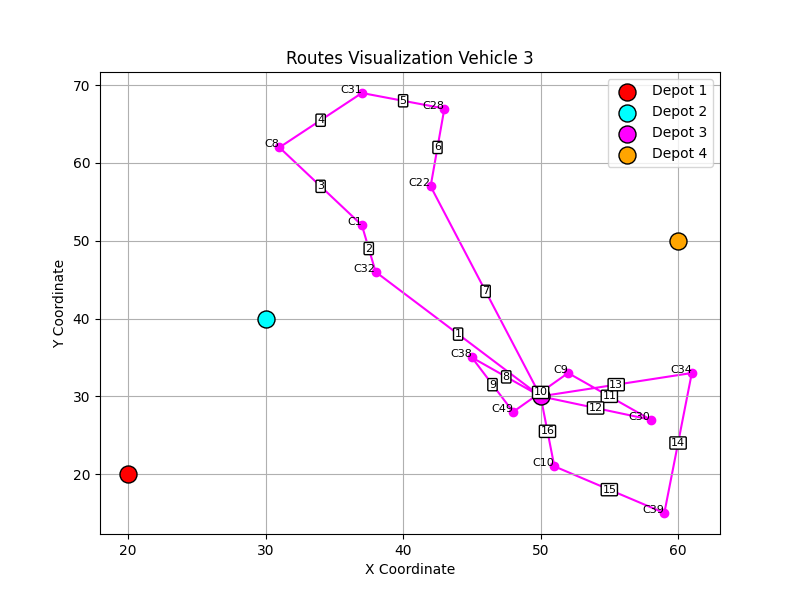 Routes Visualization Vehicle 3
Y Coordinate
70
60
50
40
30
20
20
30
40
50
60
X Coordinate
Depot 1
Depot 2
Depot 3
Depot 4
C31
5
C28
4
6
C8
3
C22
C1
2
C32
7
1
C38
8
9
C49
10
C9
13
C34
11
12
C30
16
14
C10
15
C39